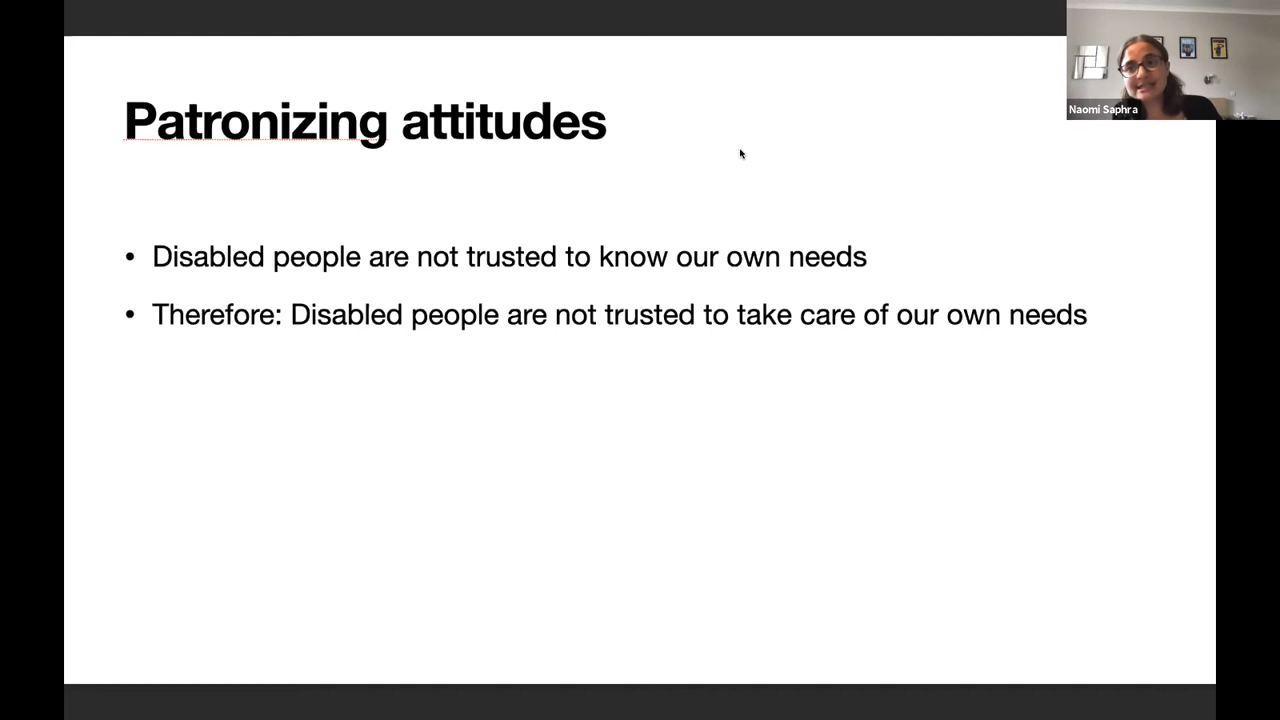 Patronizing attitudes
Naomi Saphra
• Disabled people are not trusted to know our own needs
• Therefore: Disabled people are not trusted to take care of our own needs